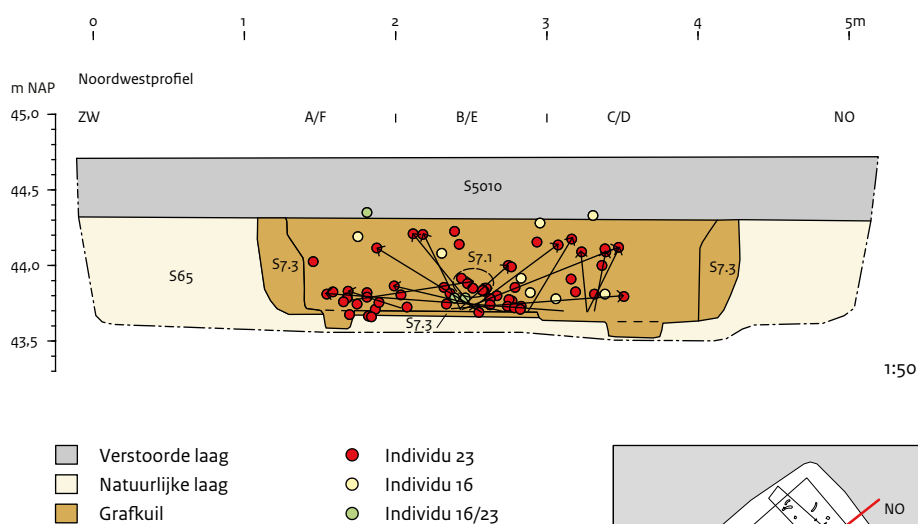 0 1 2 3 4 5m
m NAP Noordwestprofiel
45,0 ZW A/F B/E C/D NO
44,5 S5010
44,0 S65 S7.3 S7.1 S7.3
43,5 S7.3
1:50
Verstoorde laag Individu 23
Natuurlijke laag Individu 16
Grafkuil Individu 16/23
NO